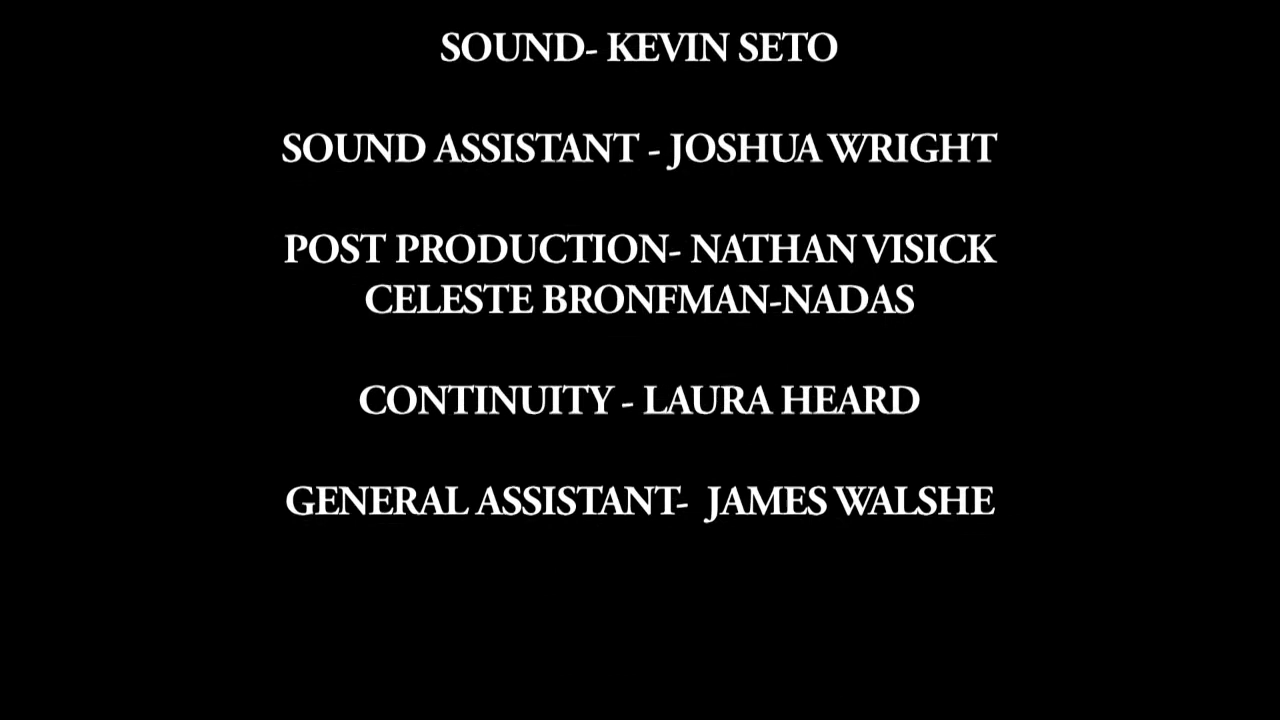 SOUND- KEVIN SETO
SOUND ASSISTANT - JOSHUA WRIGHT
POST PRODUCTION- NATHAN VISICK
CELESTE BRONFMAN-NADAS
CONTINUITY - LAURA HEARD
GENERAL ASSISTANT-  JAMES WALSHE